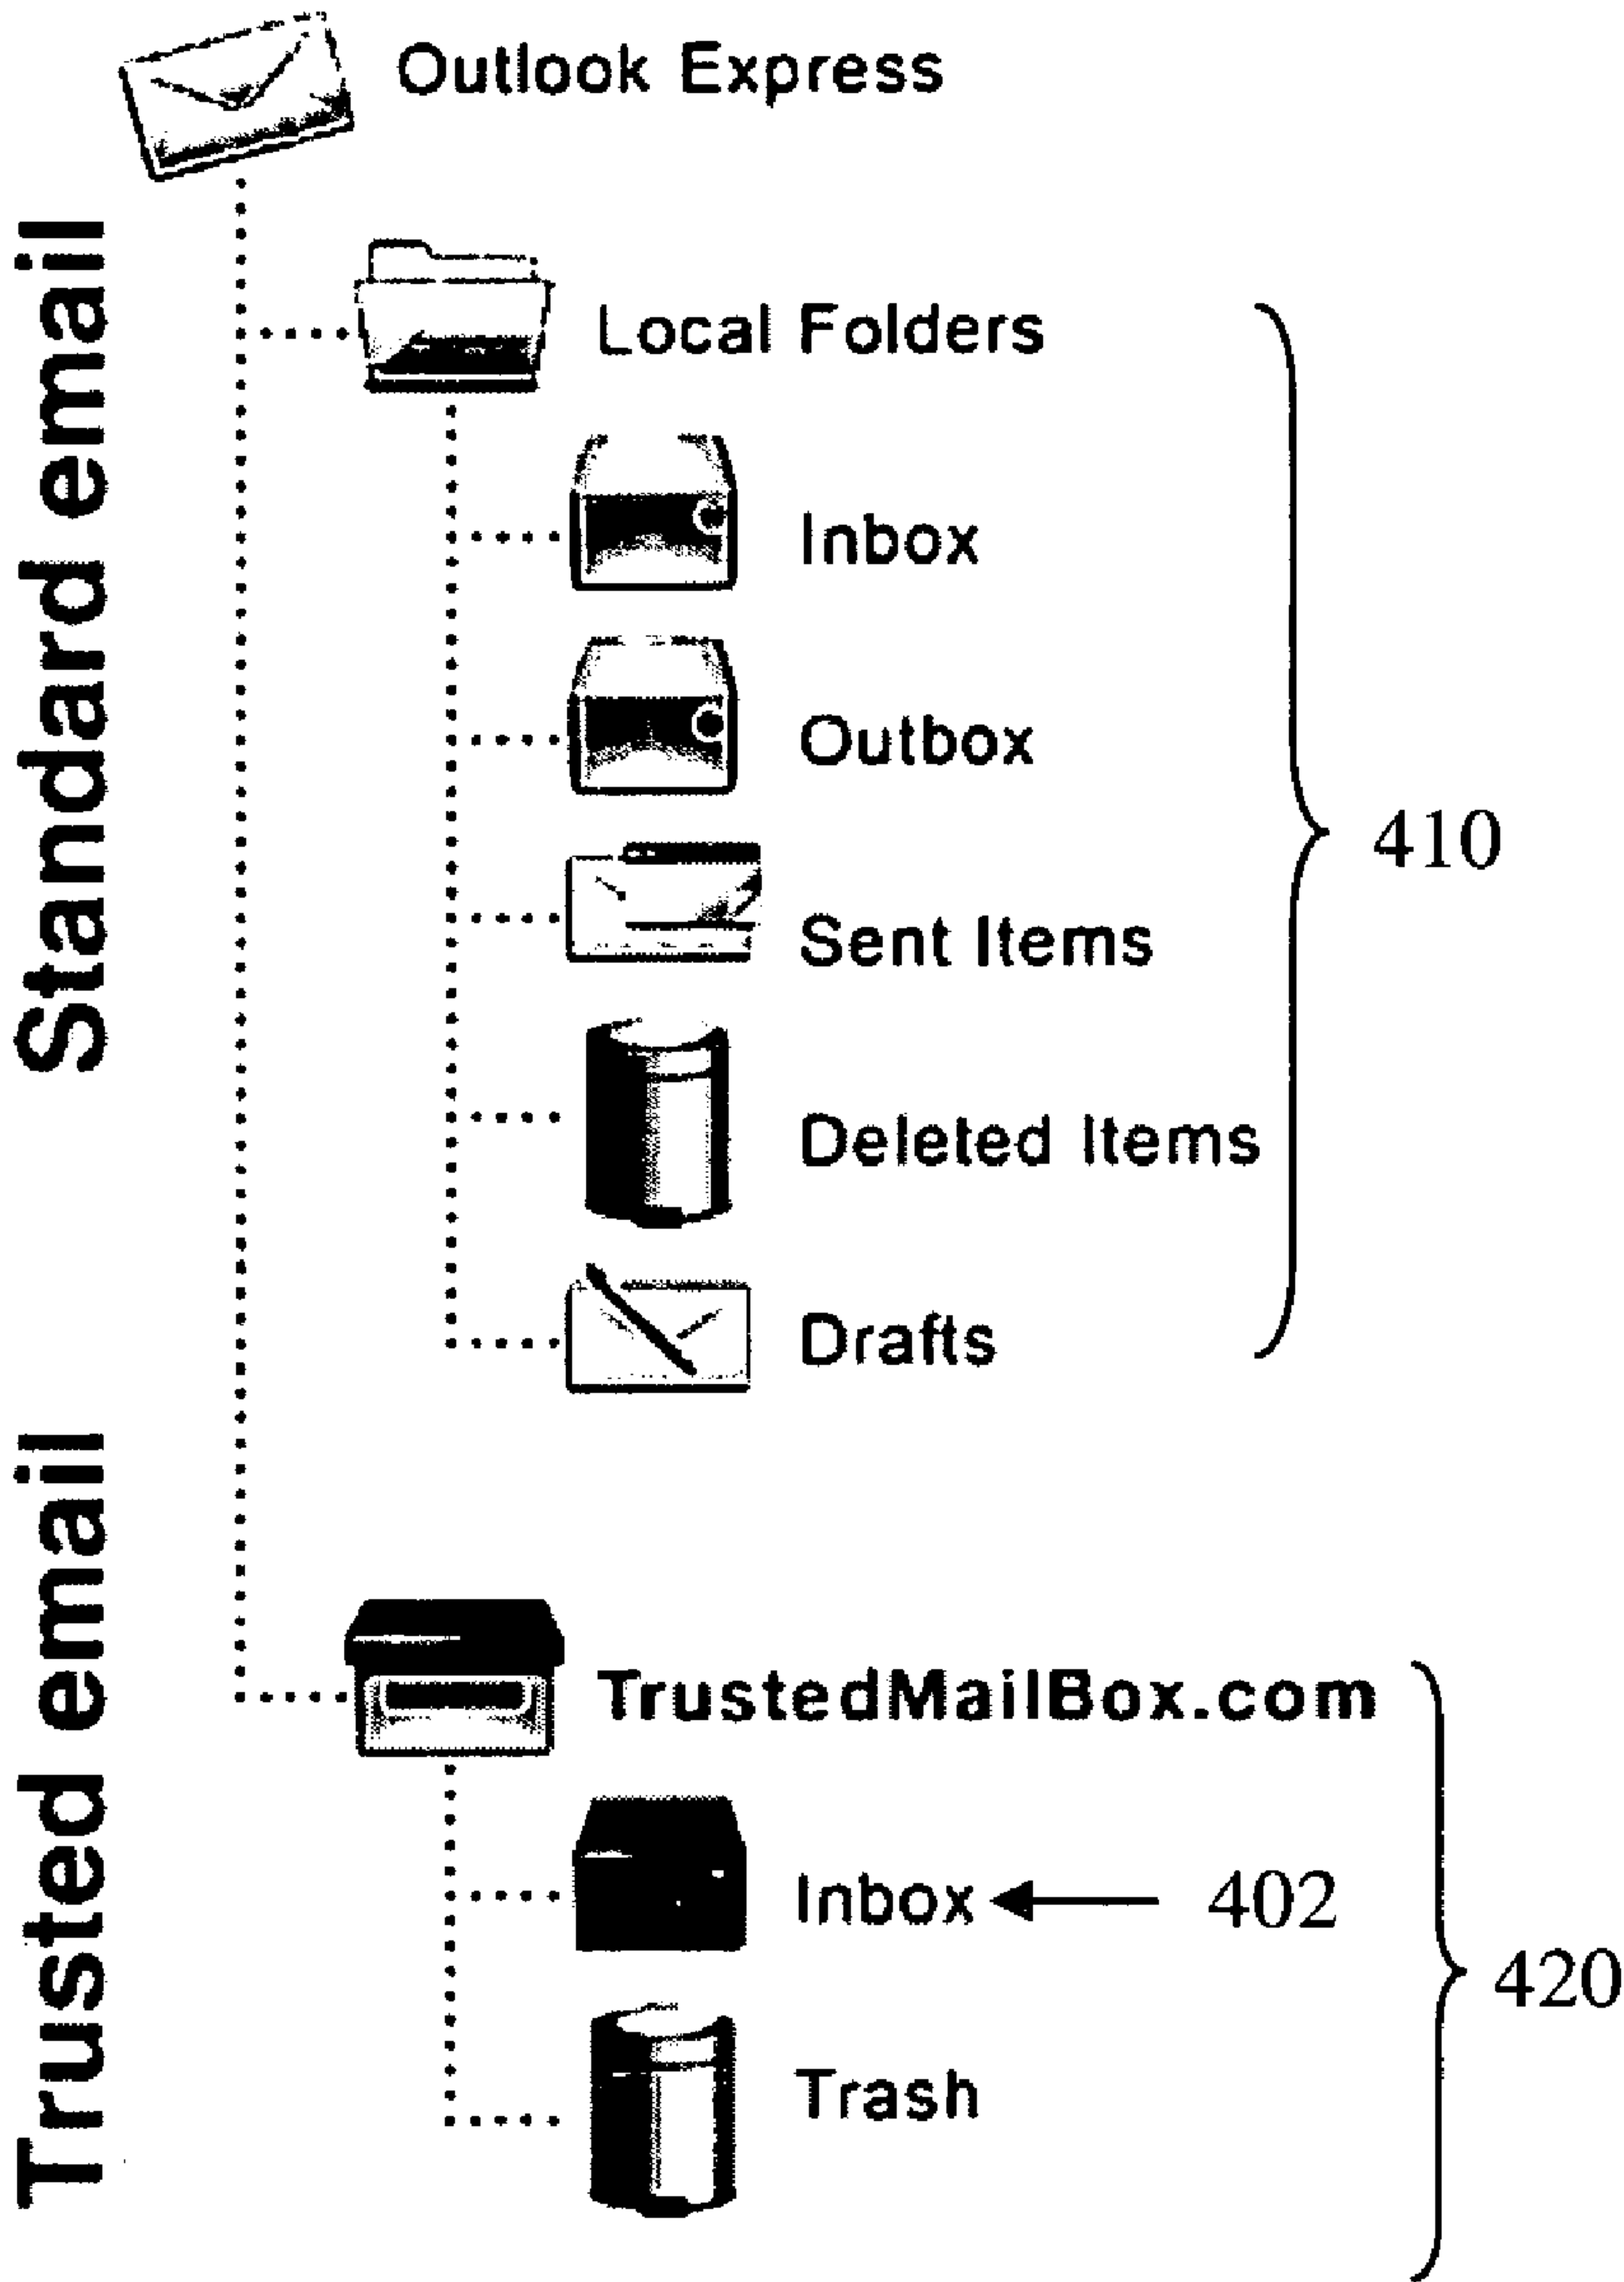 Outlook Express
Standard email
Local Folders
Inbox
Outbox
410
Sent Items
Deleted Items
Drafts
Trusted email
TrustedMailBox.com
Inbox 402
420
Trash